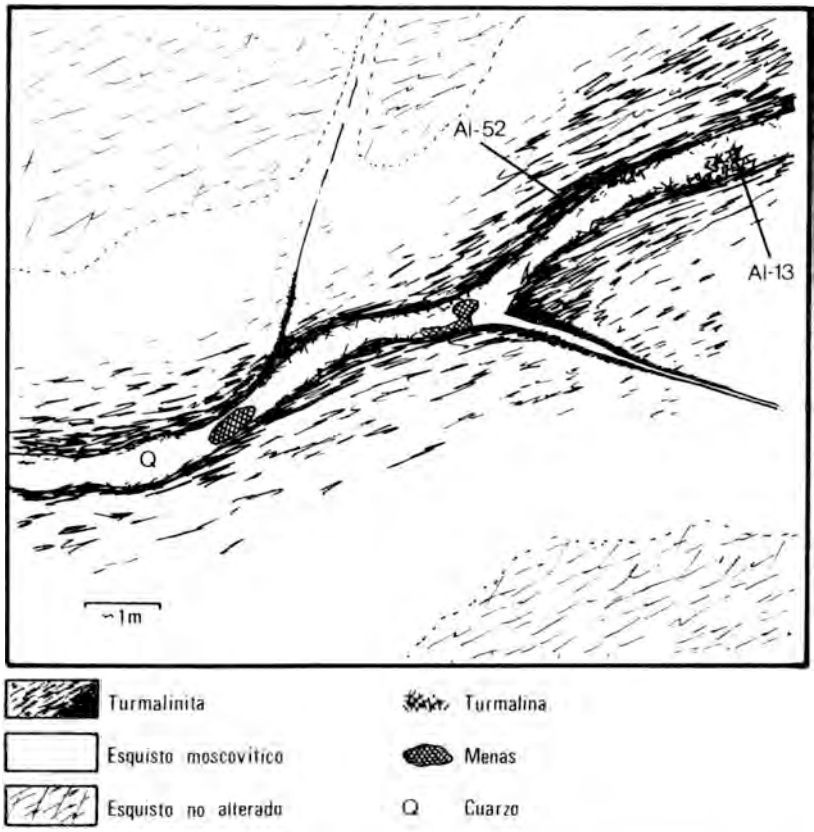 Al-52
Al-13
Q
~1m
Turmalinita
Turmalina
Esquisto moscovítico
Menas
Esquisto no alterado
Q Cuarzo